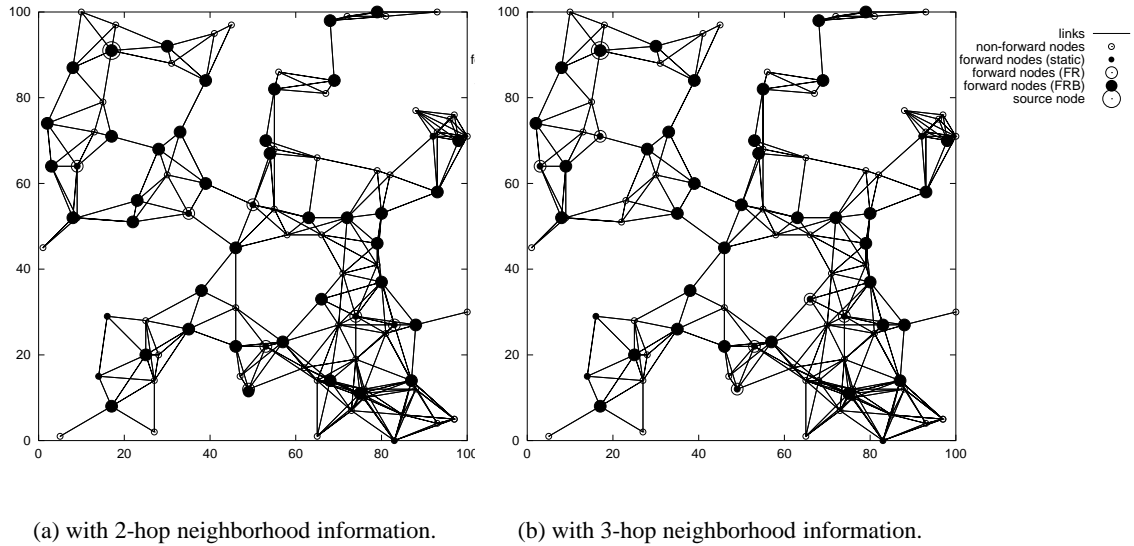 100
80
60
40
20
0
0 20 40 60 80 100
f
100
80
60
40
20
0
0 20 40 60 80 100
links
non-forward nodes
forward nodes (static)
forward nodes (FR)
forward nodes (FRB)
source node
(a) with 2-hop neighborhood information.
(b) with 3-hop neighborhood information.